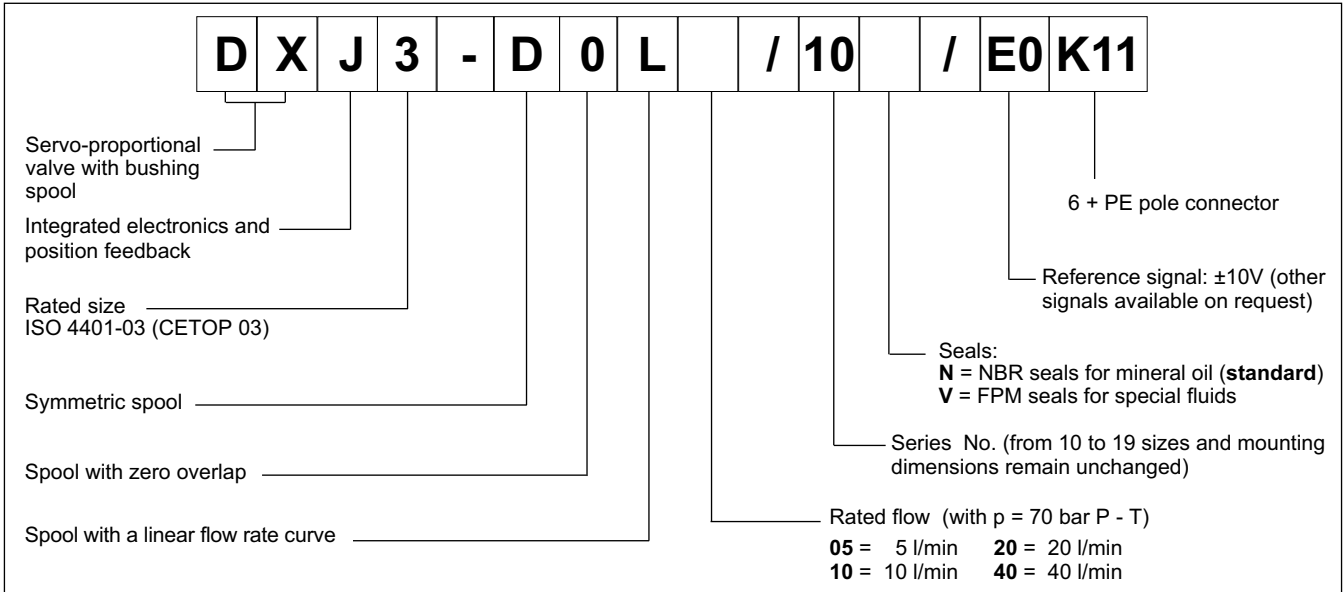 D X J 3 - D 0 L / 10 / E0 K11
Servo-proportional
valve with bushing
spool
Integrated electronics and
position feedback
Rated size
ISO 4401-03 (CETOP 03)
Symmetric spool
Spool with zero overlap
Spool with a linear flow rate curve
6 + PE pole connector
Reference signal: ±10V (other
signals available on request)
Seals:
N = NBR seals for mineral oil (standard)
V = FPM seals for special fluids
Series No. (from 10 to 19 sizes and mounting
dimensions remain unchanged)
Rated flow (with p = 70 bar P - T)
05 = 5 l/min 20 = 20 l/min
10 = 10 l/min 40 = 40 l/min